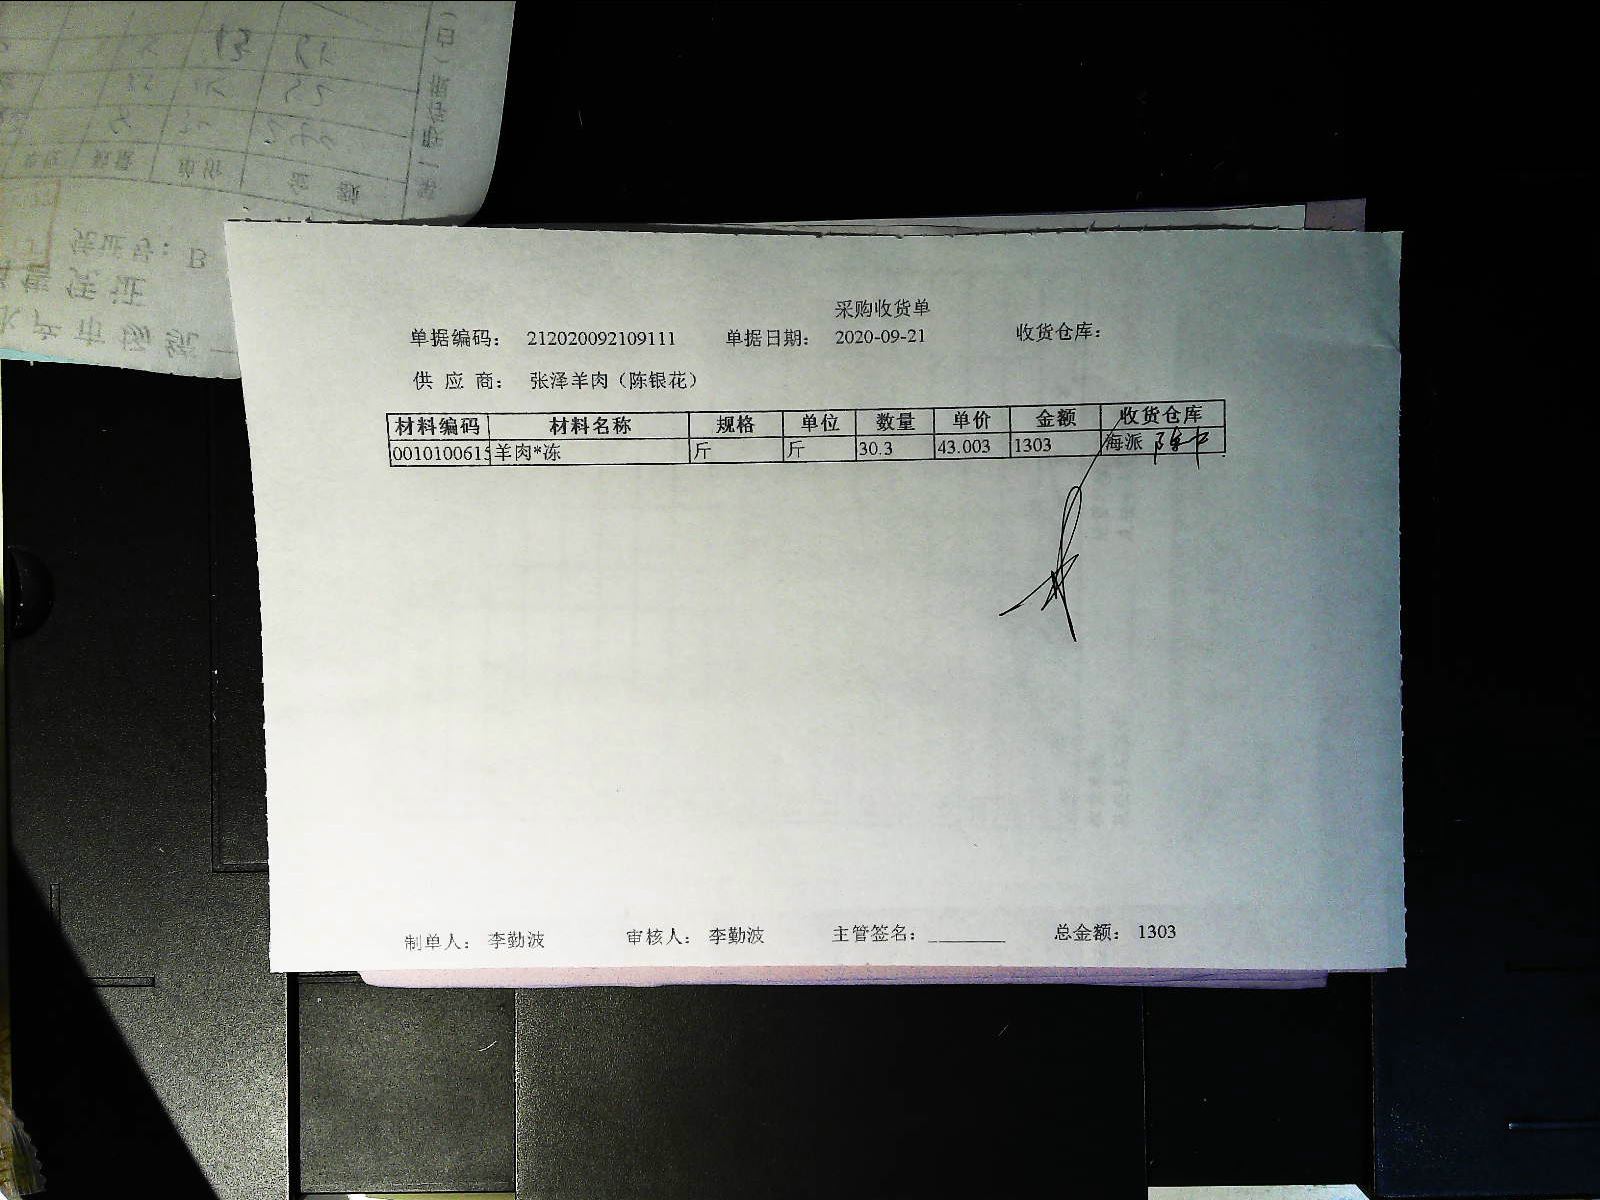 采购收货单
单据编码： 212020092109111 单据日期： 2020-09-21 收货仓库：
供 应 商： 张泽羊肉（陈银花）
材料编码 材料名称 规格 单位 数量 单价 金额 收货仓库
0010100615 羊肉*冻 斤 斤 30.3 43.003 1303 海派
制单人： 李勤波 审核人： 李勤波 主管签名：________ 总金额： 1303